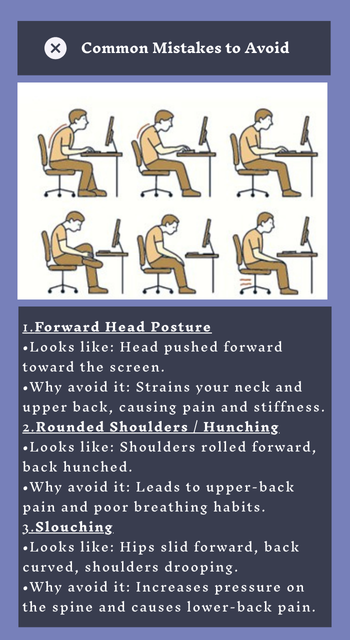 Common Mistakes to Avoid
1.Forward Head Posture
•Looks like: Head pushed forward
toward the screen.
•Why avoid it: Strains your neck and
upper back, causing pain and stiffness.
2.Rounded Shoulders / Hunching
•Looks like: Shoulders rolled forward,
back hunched.
•Why avoid it: Leads to upper-back
pain and poor breathing habits.
3.Slouching
•Looks like: Hips slid forward, back
curved, shoulders drooping.
•Why avoid it: Increases pressure on
the spine and causes lower-back pain.